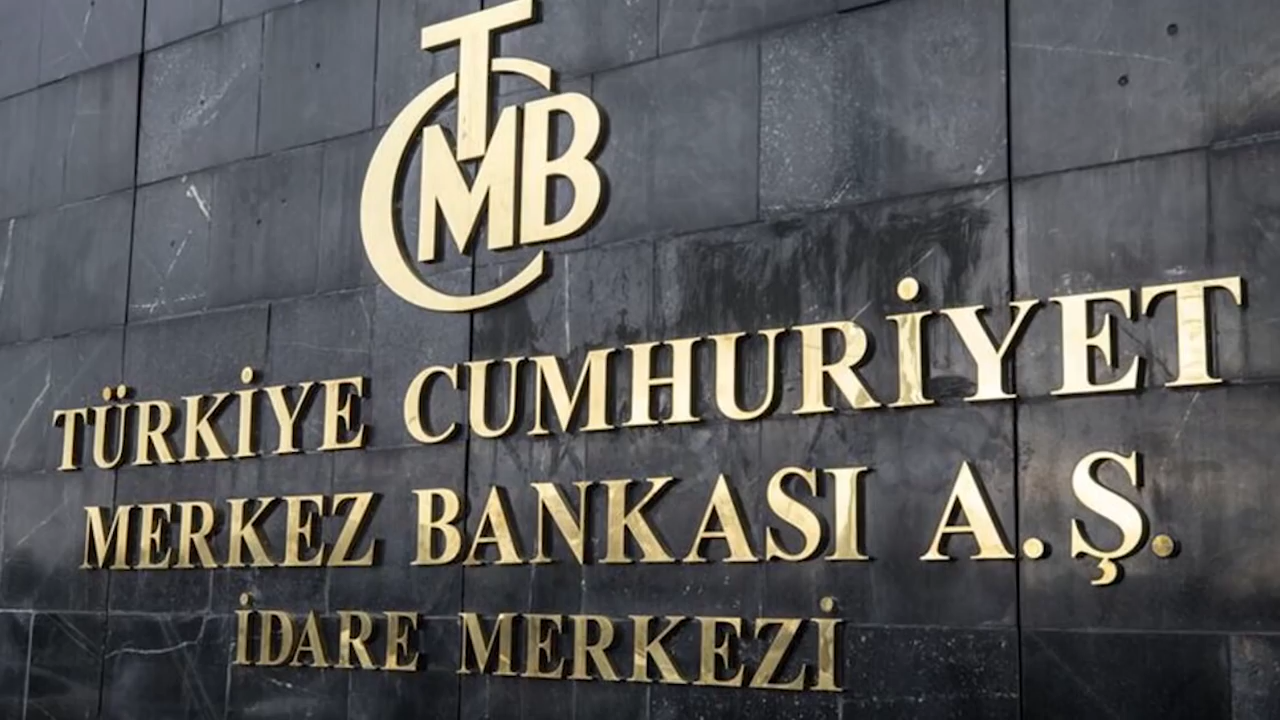 TCMB
TÜRKİYE CUMHURİYET
MERKEZ BANKASI A.Ş.
İDARE MERKEZİ